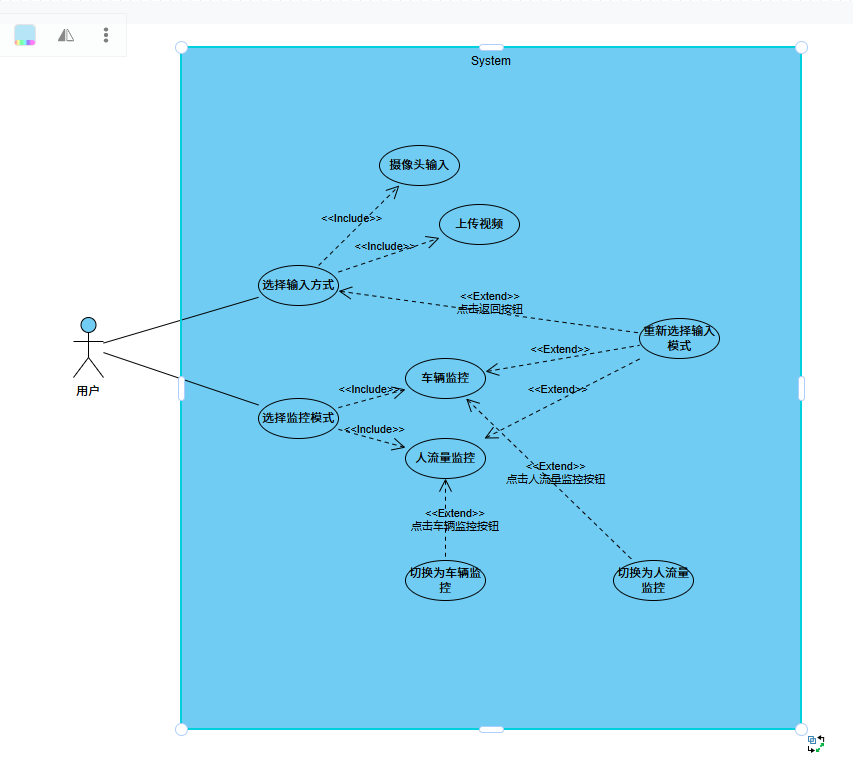 System
摄像头输入
<<Include>>
上传视频
<<Include>>
选择输入方式
<<Extend>>
点击返回按钮
重新选择输入
模式
<<Extend>>
车辆监控
用户
<<Include>>
<<Extend>>
选择监控模式
<<Include>>
人流量监控
<<Extend>>
点击人流量监控按钮
<<Extend>>
点击车辆监控按钮
切换为车辆监
控
切换为人流量
监控